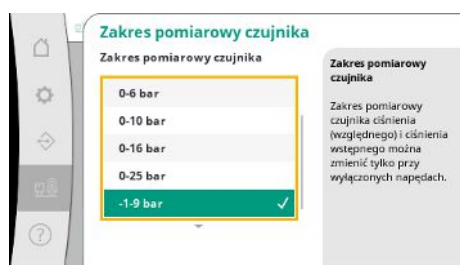 Zakres pomiarowy czujnika
Zakres pomiarowy czujnika
0-6 bar
0-10 bar
0-16 bar
0-25 bar
-1-9 bar
Zakres pomiarowy
czujnika
Zakres pomiarowy
czujnika ciśnienia
(względnego) i ciśnienia
wstępnego można
zmienić tylko przy
wyłączonych napędach.